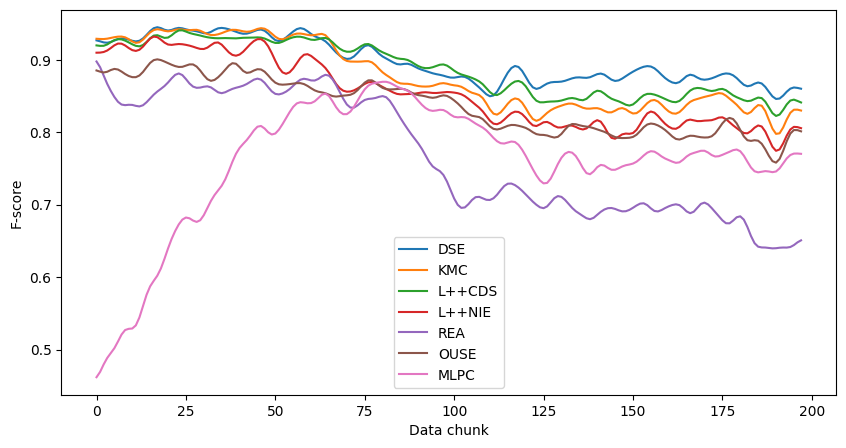 F-score
0.9
0.8
0.7
0.6
0.5
DSE
KMC
L++CDS
L++NIE
REA
OUSE
MLPC
0 25 50 75 100 125 150 175 200
Data chunk